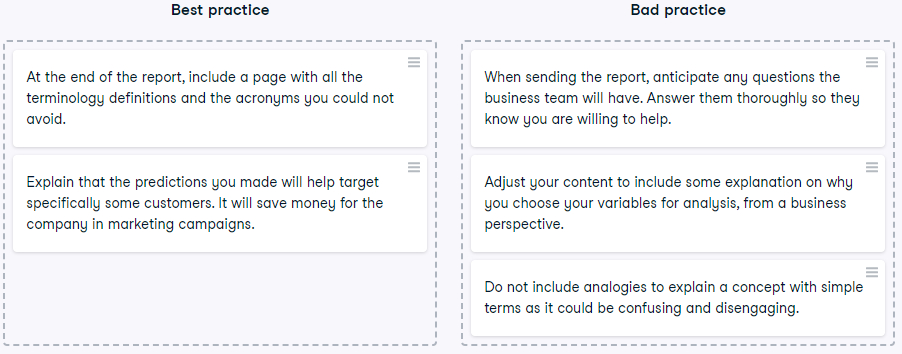 Best practice
At the end of the report, include a page with all the
terminology definitions and the acronyms you could not
avoid.
Explain that the predictions you made will help target
specifically some customers. It will save money for the
company in marketing campaigns.
Bad practice
When sending the report, anticipate any questions the
business team will have. Answer them thoroughly so they
know you are willing to help.
Adjust your content to include some explanation on why
you choose your variables for analysis, from a business
perspective.
Do not include analogies to explain a concept with simple
terms as it could be confusing and disengaging.